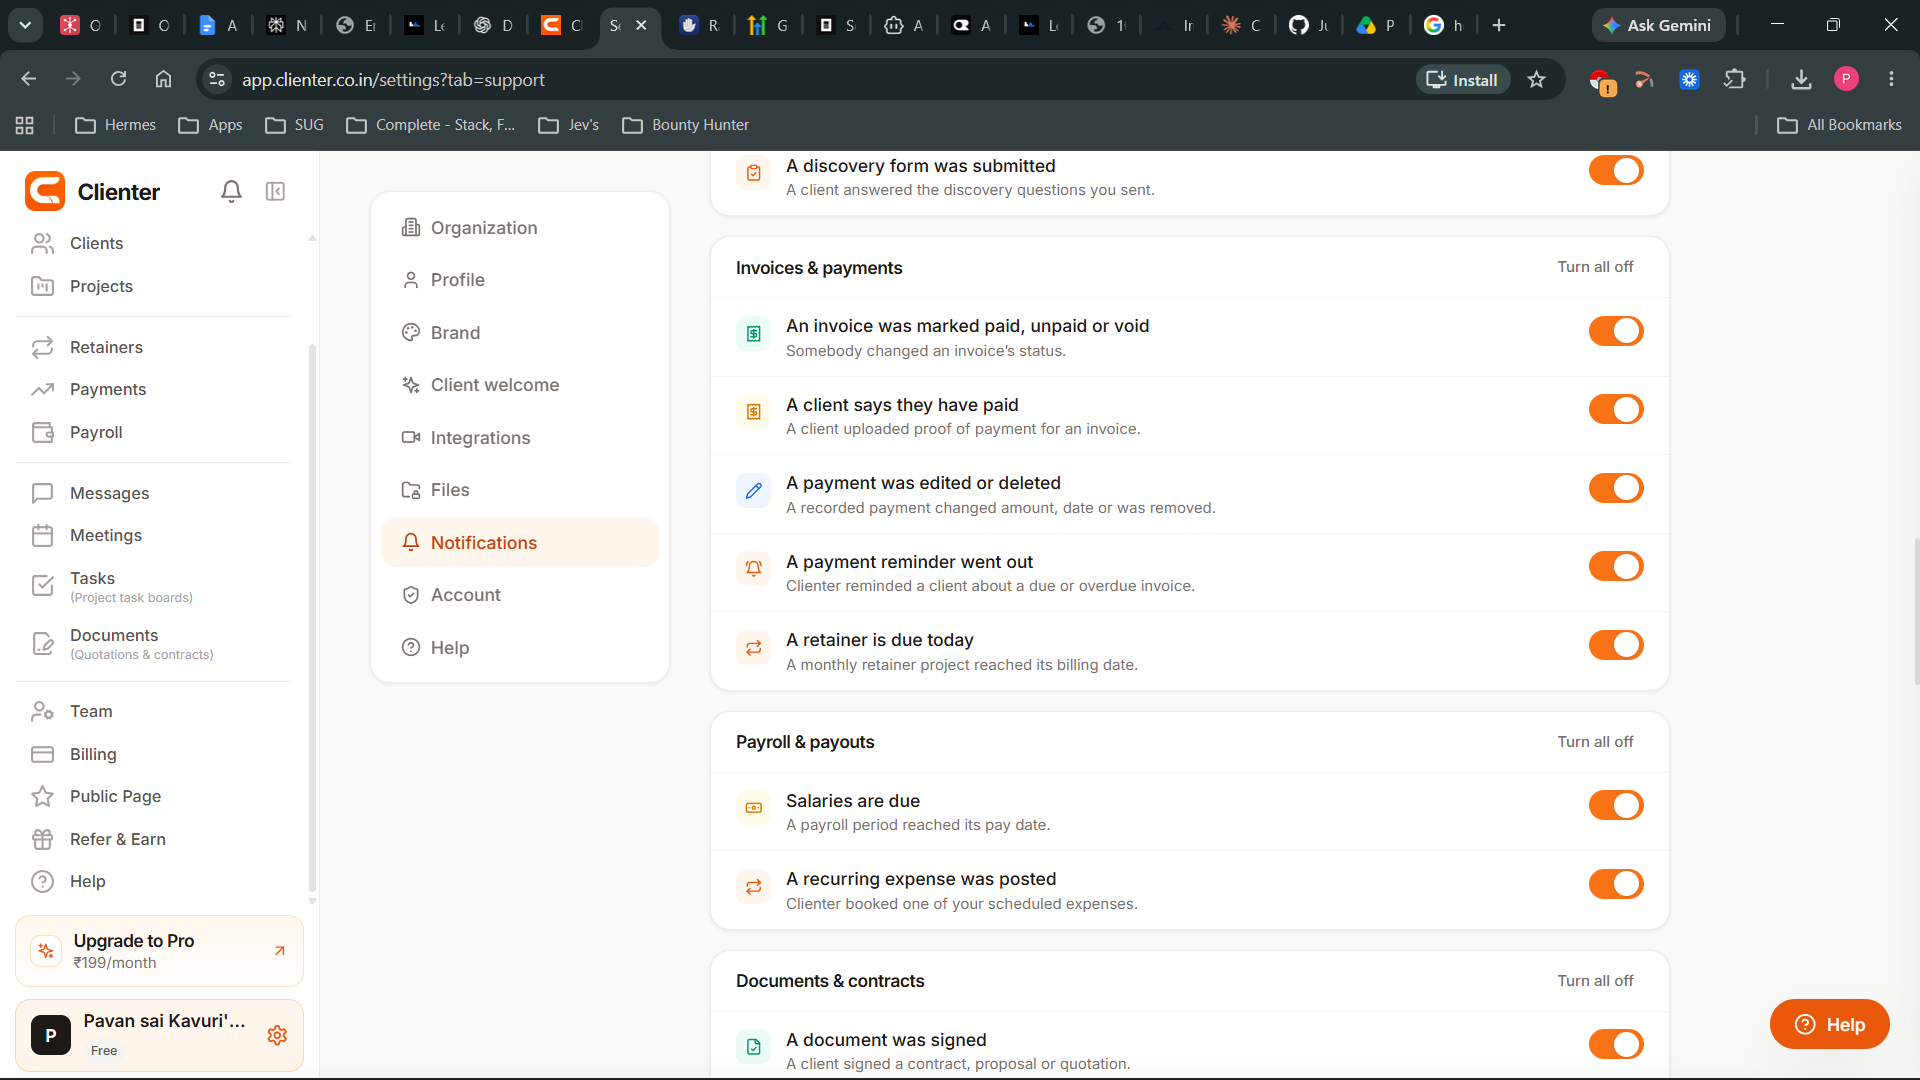 O
O
A
N
Er
Le
D
Cl
Se
R
G
S
A
A
Le
1
In
C
Ju
P
h
Ask Gemini
app.clienter.co.in/settings?tab=support
Install
P
Hermes
Apps
SUG
Complete - Stack, F...
Jev's
Bounty Hunter
All Bookmarks
Clienter
Clients
Projects
Retainers
Payments
Payroll
Messages
Meetings
Tasks
(Project task boards)
Documents
(Quotations & contracts)
Team
Billing
Public Page
Refer & Earn
Help
Upgrade to Pro
₹199/month
P
Pavan sai Kavuri'...
Free
Organization
Profile
Brand
Client welcome
Integrations
Files
Notifications
Account
Help
A discovery form was submitted
A client answered the discovery questions you sent.
Invoices & payments
Turn all off
An invoice was marked paid, unpaid or void
Somebody changed an invoice's status.
A client says they have paid
A client uploaded proof of payment for an invoice.
A payment was edited or deleted
A recorded payment changed amount, date or was removed.
A payment reminder went out
Clienter reminded a client about a due or overdue invoice.
A retainer is due today
A monthly retainer project reached its billing date.
Payroll & payouts
Turn all off
Salaries are due
A payroll period reached its pay date.
A recurring expense was posted
Clienter booked one of your scheduled expenses.
Documents & contracts
Turn all off
A document was signed
A client signed a contract, proposal or quotation.
Help